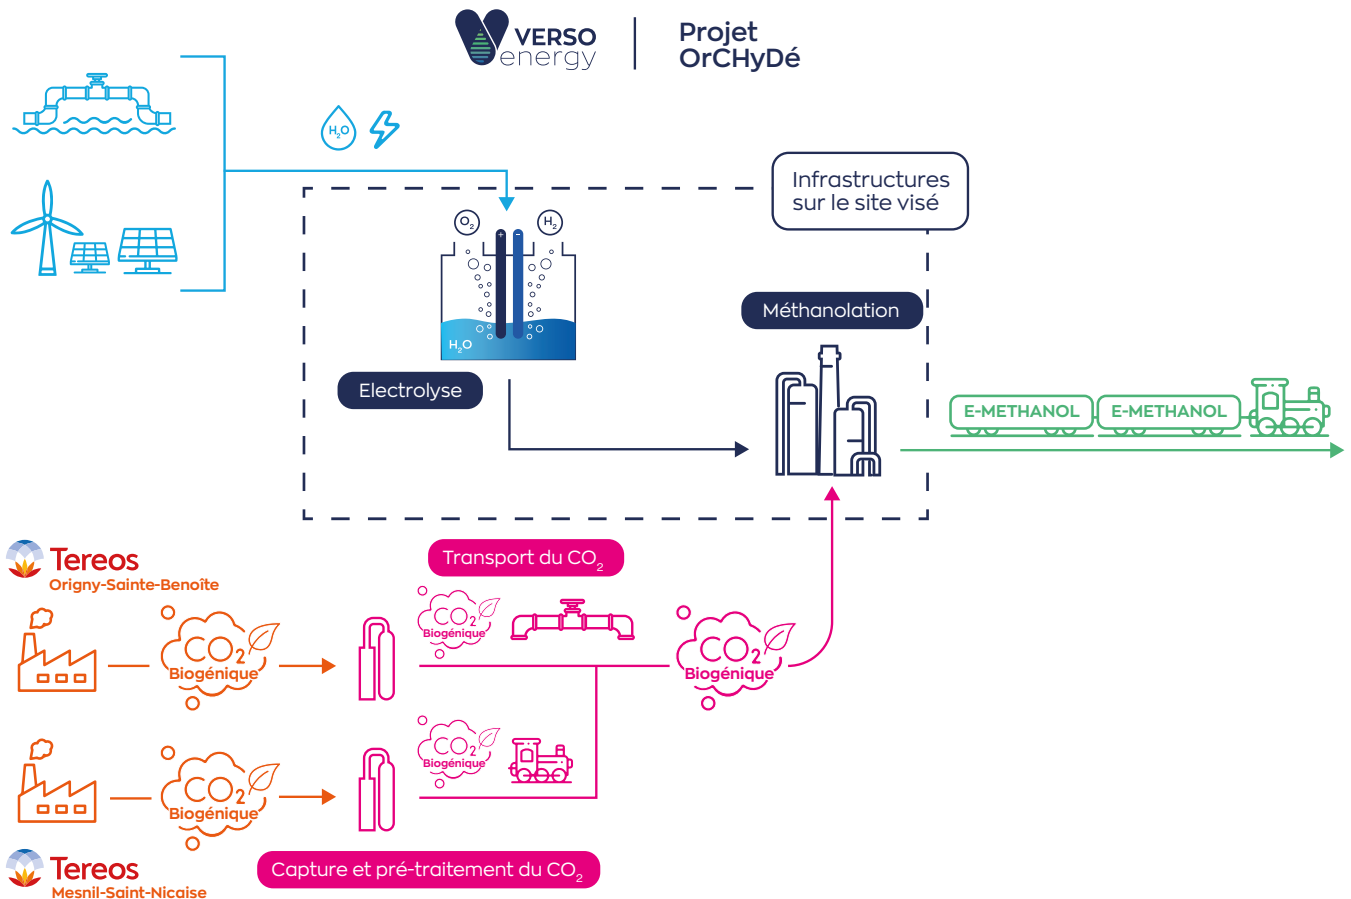 VERSO
energy
Projet
OrCHyDé
H₂O
Infrastructures
sur le site visé
O₂
H₂
+
−
H₂O
Méthanolation
Electrolyse
E-METHANOL
E-METHANOL
Tereos
Origny-Sainte-Benoîte
Transport du CO₂
CO₂
Biogénique
CO₂
Biogénique
CO₂
Biogénique
CO₂
Biogénique
CO₂
Biogénique
Tereos
Mesnil-Saint-Nicaise
Capture et pré-traitement du CO₂